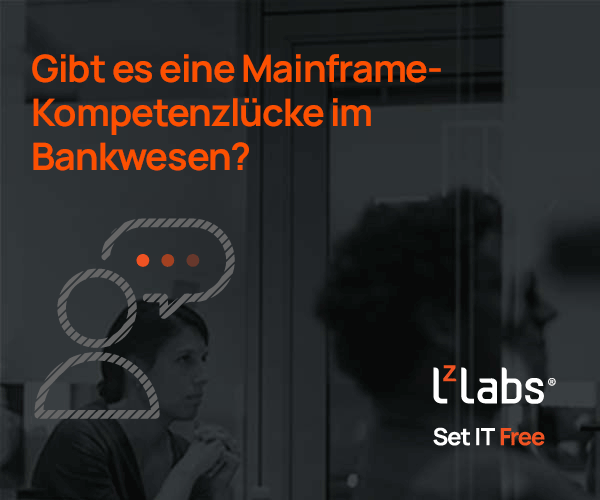 Gibt es eine Mainframe-
Kompetenzlücke im
Bankwesen?
lzlabs®
Set IT Free